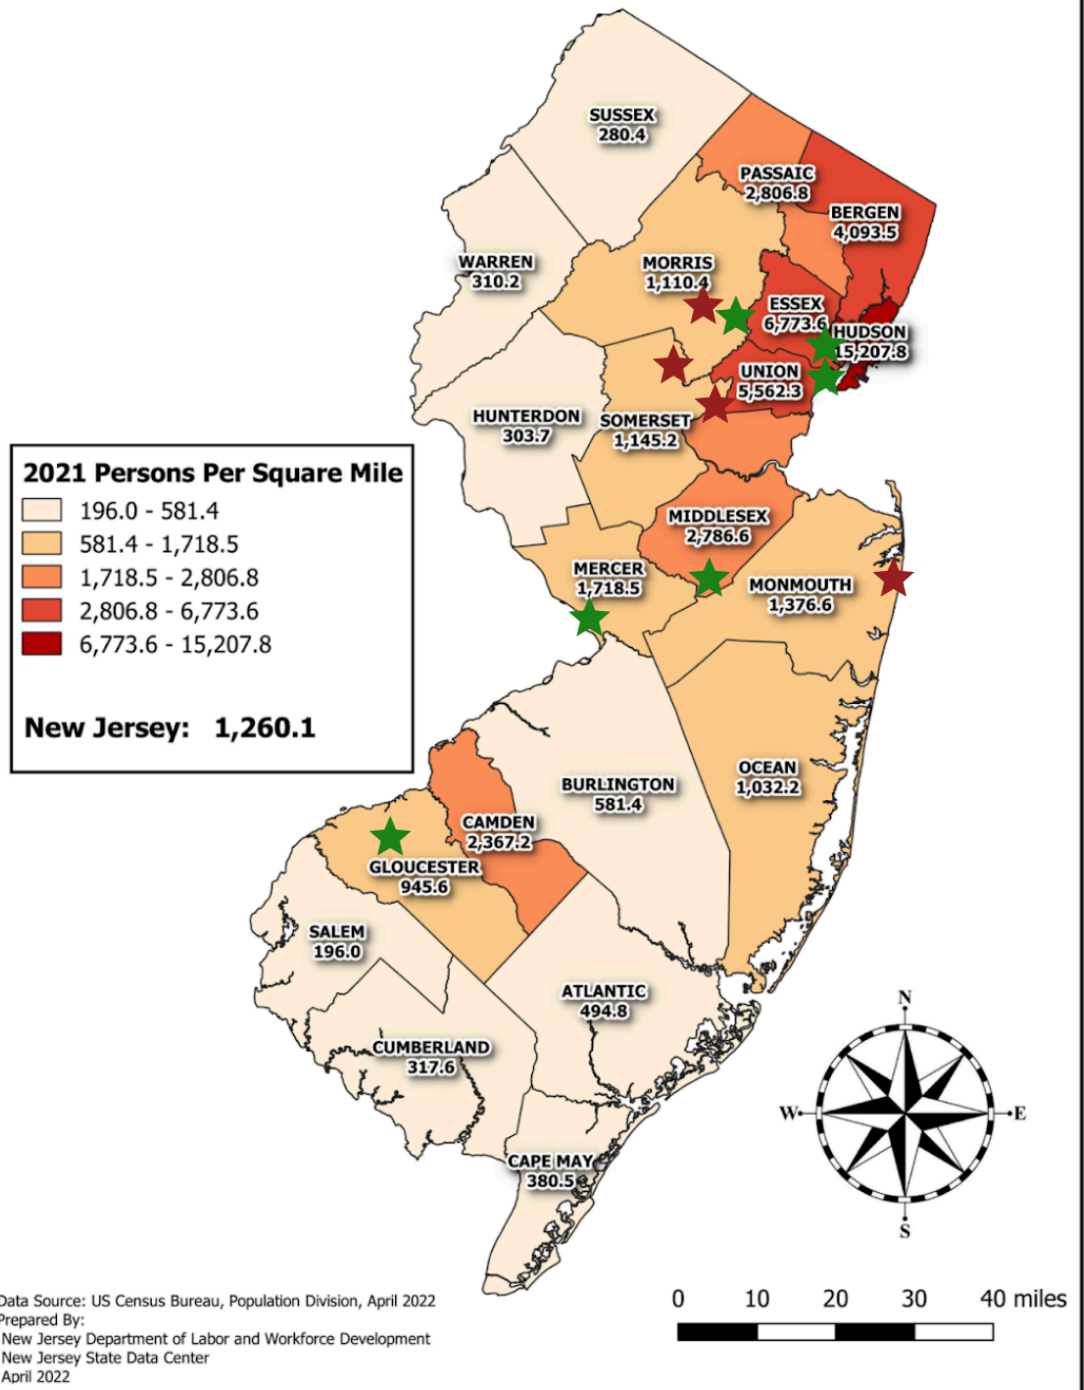 SUSSEX
280.4
PASSAIC
2,806.8
BERGEN
4,093.5
WARREN
310.2
MORRIS
1,110.4
ESSEX
6,773.6
HUDSON
15,207.8
UNION
5,562.3
HUNTERDON
303.7
SOMERSET
1,145.2
2021 Persons Per Square Mile
196.0 - 581.4
581.4 - 1,718.5
1,718.5 - 2,806.8
2,806.8 - 6,773.6
6,773.6 - 15,207.8
New Jersey: 1,260.1
MIDDLESEX
2,786.6
MERCER
1,718.5
MONMOUTH
1,376.6
OCEAN
1,032.2
BURLINGTON
581.4
CAMDEN
2,367.2
GLOUCESTER
945.6
SALEM
196.0
ATLANTIC
494.8
CUMBERLAND
317.6
CAPE MAY
380.5
N
W
E
S
0 10 20 30 40 miles
Data Source: US Census Bureau, Population Division, April 2022
Prepared By:
New Jersey Department of Labor and Workforce Development
New Jersey State Data Center
April 2022